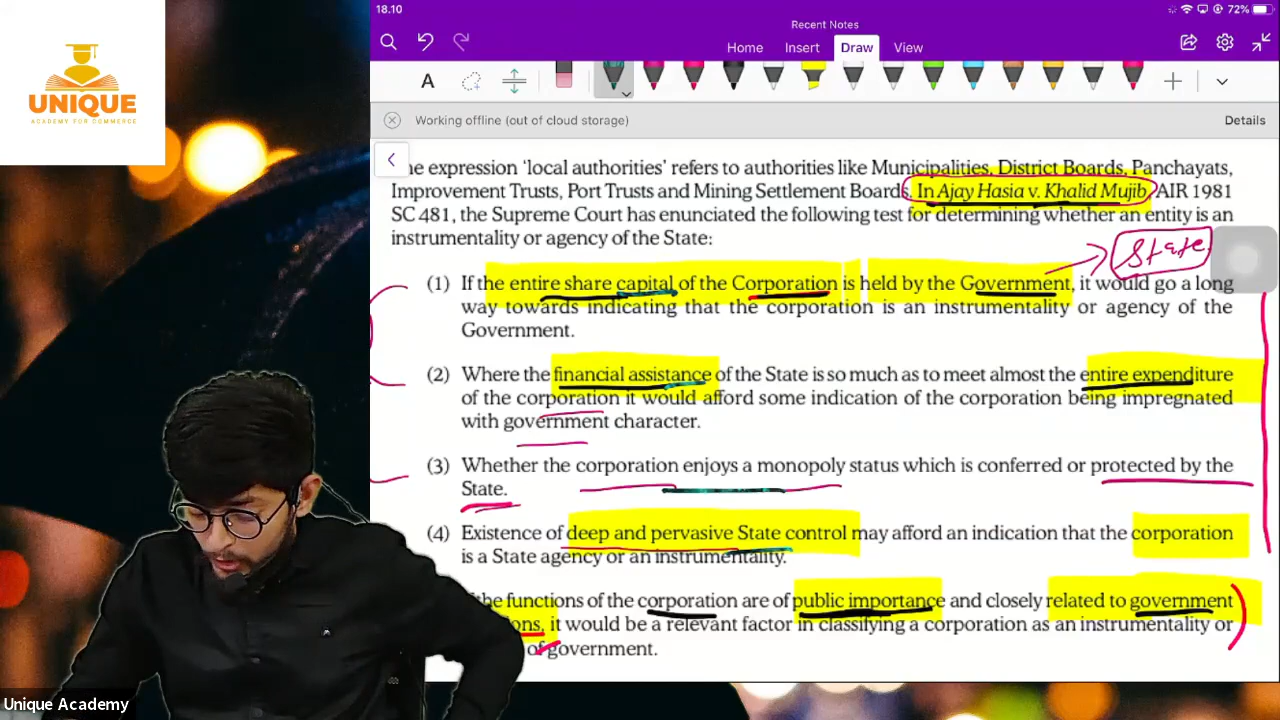 18.10
Recent Notes
72%
Home Insert Draw View
A
Working offline (out of cloud storage)
Details
UNIQUE
ACADEMY FOR COMMERCE
he expression ‘local authorities’ refers to authorities like Municipalities, District Boards, Panchayats,
Improvement Trusts, Port Trusts and Mining Settlement Boards. In Ajay Hasia v. Khalid Mujib, AIR 1981
SC 481, the Supreme Court has enunciated the following test for determining whether an entity is an
instrumentality or agency of the State:
State
(1) If the entire share capital of the Corporation is held by the Government, it would go a long
way towards indicating that the corporation is an instrumentality or agency of the
Government.
(2) Where the financial assistance of the State is so much as to meet almost the entire expenditure
of the corporation it would afford some indication of the corporation being impregnated
with government character.
(3) Whether the corporation enjoys a monopoly status which is conferred or protected by the
State.
(4) Existence of deep and pervasive State control may afford an indication that the corporation
is a State agency or an instrumentality.
the functions of the corporation are of public importance and closely related to government
ons, it would be a relevant factor in classifying a corporation as an instrumentality or
of government.
Unique Academy